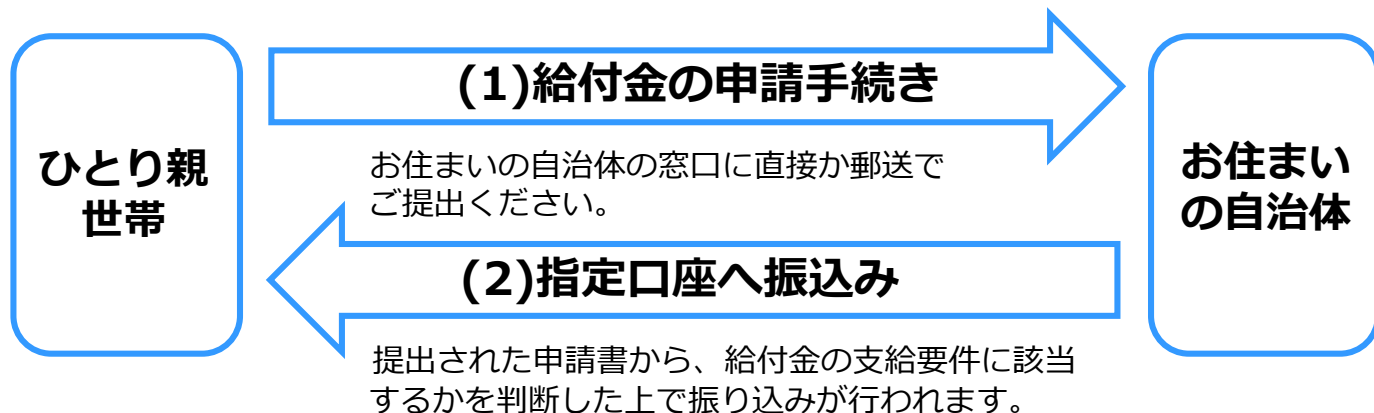 ひとり親
世帯
(1)給付金の申請手続き
お住まいの自治体の窓口に直接か郵送で
ご提出ください。
(2)指定口座へ振込み
提出された申請書から、給付金の支給要件に該当
するかを判断した上で振り込みが行われます。
お住まい
の自治体